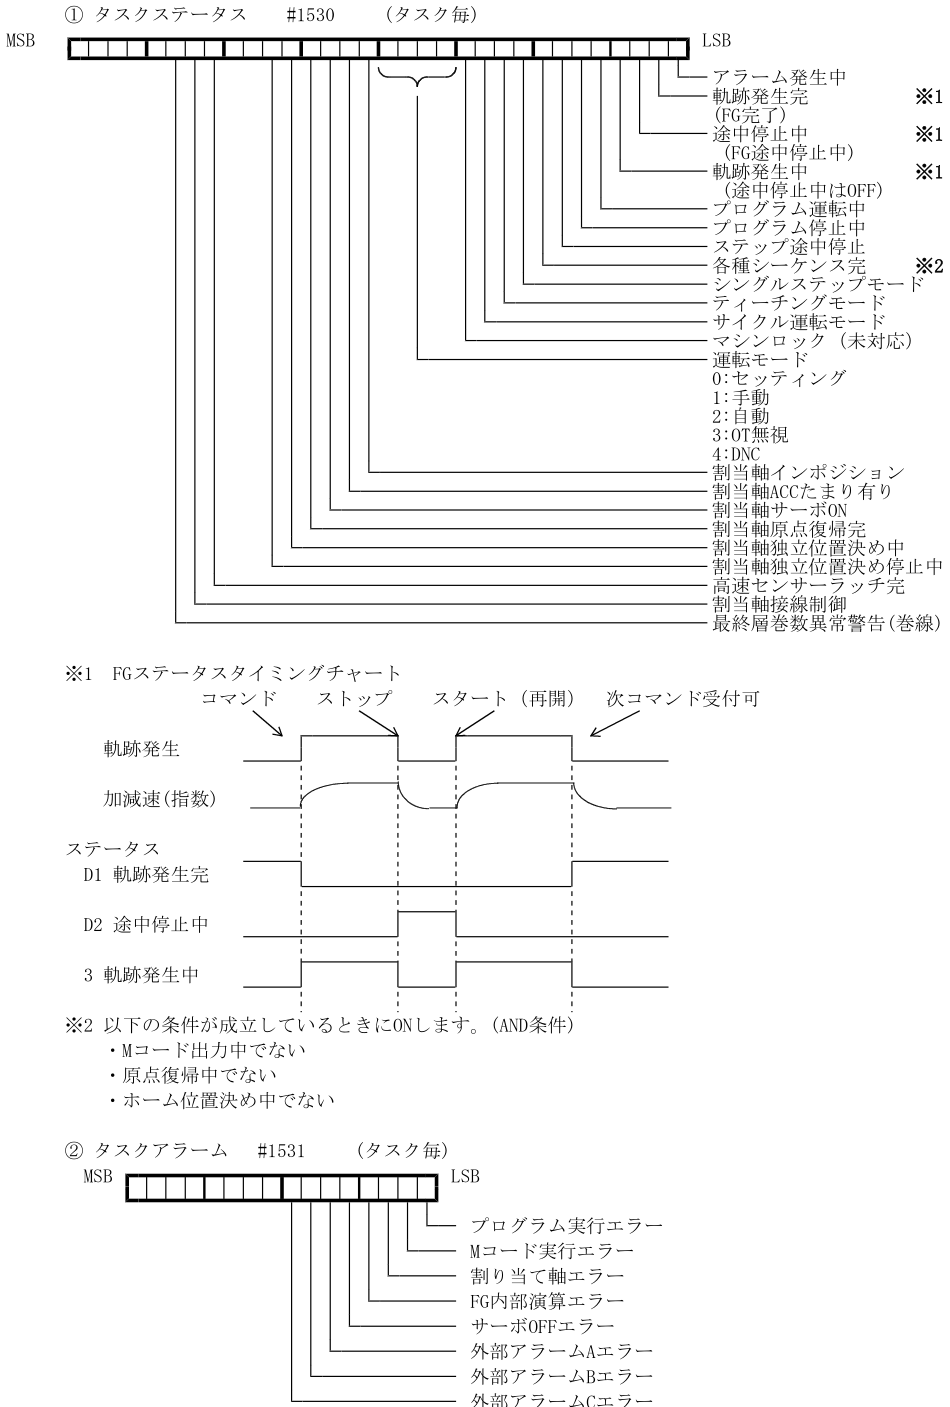 ① タスクステータス　　#1530　　(タスク毎)
MSB
LSB
アラーム発生中
軌跡発生完　※1
(FG完了)
途中停止中　※1
(FG途中停止中)
軌跡発生中　※1
(途中停止中はOFF)
プログラム運転中
プログラム停止中
ステップ途中停止
各種シーケンス完　※2
シングルステップモード
ティーチングモード
サイクル運転モード
マシンロック (未対応)
運転モード
0:セッティング
1:手動
2:自動
3:OT無視
4:DNC
割当軸インポジション
割当軸ACCたまり有り
割当軸サーボON
割当軸原点復帰完
割当軸独立位置決め中
割当軸独立位置決め停止中
高速センサーラッチ完
割当軸接線制御
最終層巻数異常警告(巻線)
※1　FGステータスタイミングチャート
コマンド　　ストップ　　スタート (再開)　　次コマンド受付可
軌跡発生
加減速(指数)
ステータス
D1 軌跡発生完
D2 途中停止中
3 軌跡発生中
※2 以下の条件が成立しているときにONします。(AND条件)
・Mコード出力中でない
・原点復帰中でない
・ホーム位置決め中でない
② タスクアラーム　#1531　　(タスク毎)
MSB
LSB
プログラム実行エラー
Mコード実行エラー
割り当て軸エラー
FG内部演算エラー
サーボOFFエラー
外部アラームAエラー
外部アラームBエラー
外部アラームCエラー